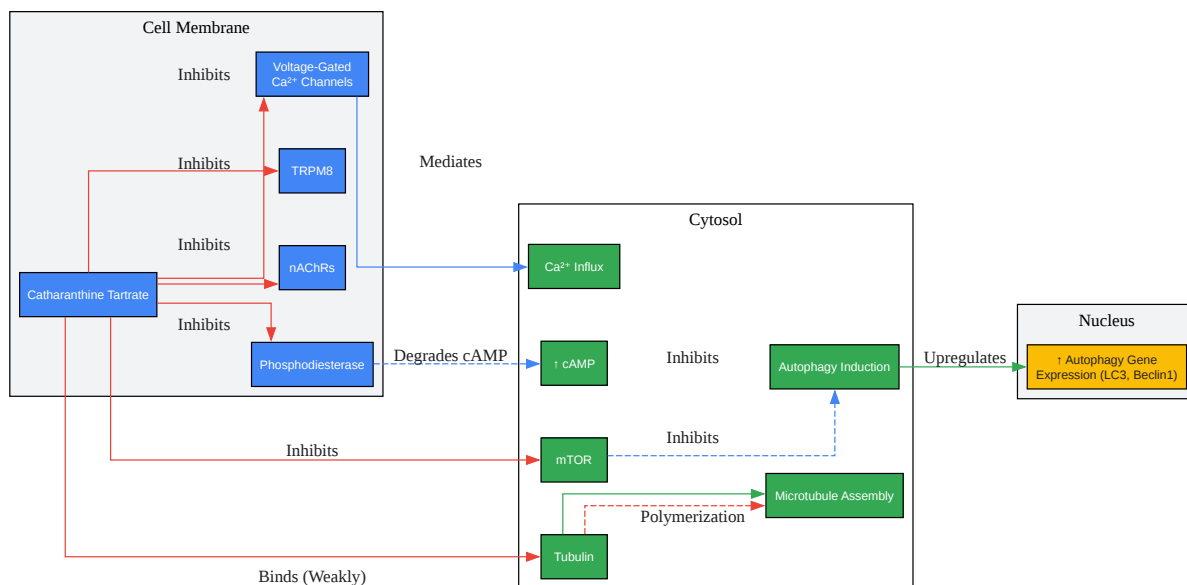 Cell Membrane
Inhibits
Voltage-Gated
Ca²⁺ Channels
Inhibits
TRPM8
Mediates
Inhibits
nAChRs
Catharanthine Tartrate
Inhibits
Phosphodiesterase
Degrades cAMP
Cytosol
Ca²⁺ Influx
↑ cAMP
Inhibits
Autophagy Induction
Upregulates
Nucleus
↑ Autophagy Gene
Expression (LC3, Beclin1)
Inhibits
mTOR
Inhibits
Microtubule Assembly
Polymerization
Tubulin
Binds (Weakly)